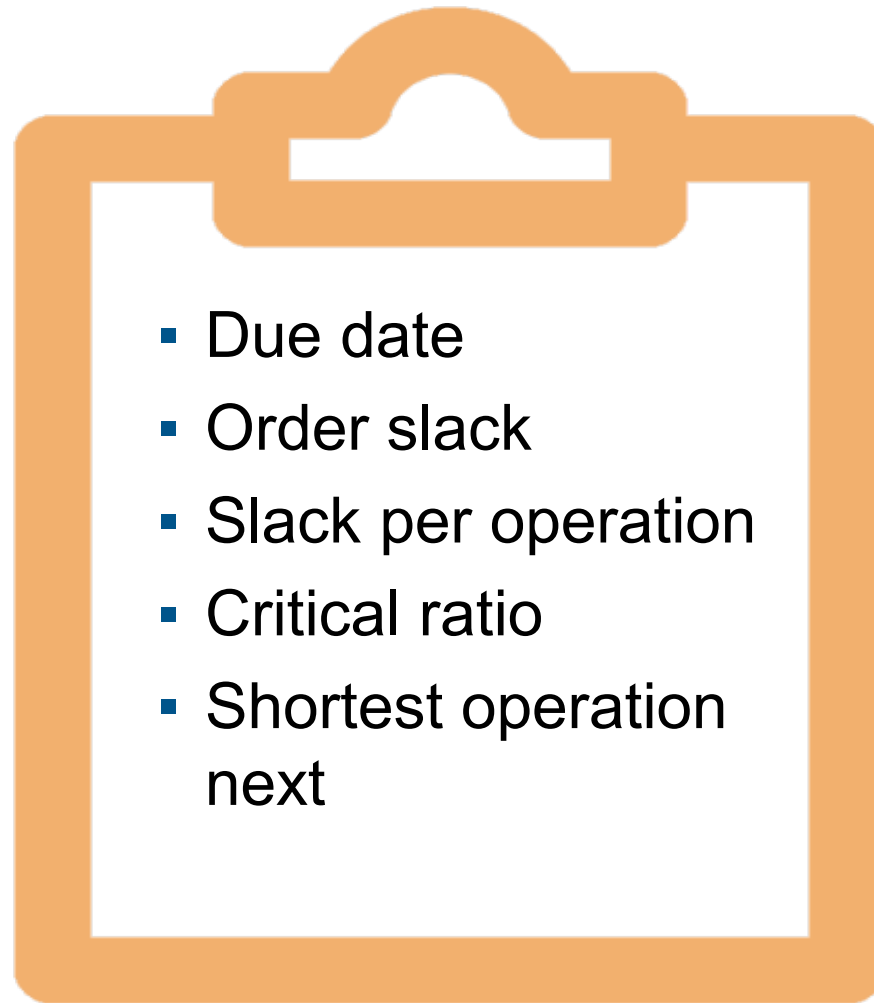 ▪ Due date
▪ Order slack
▪ Slack per operation
▪ Critical ratio
▪ Shortest operation
next